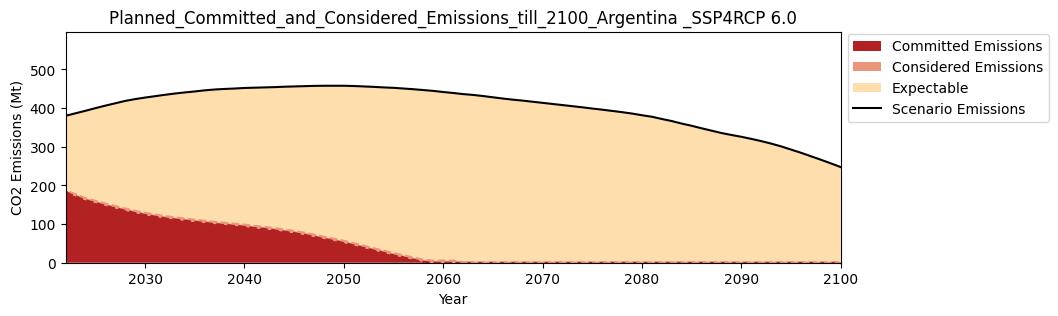 Planned_Committed_and_Considered_Emissions_till_2100_Argentina _SSP4RCP 6.0
CO2 Emissions (Mt)
500
400
300
200
100
0
2030 2040 2050 2060 2070 2080 2090 2100
Year
Committed Emissions
Considered Emissions
Expectable
Scenario Emissions